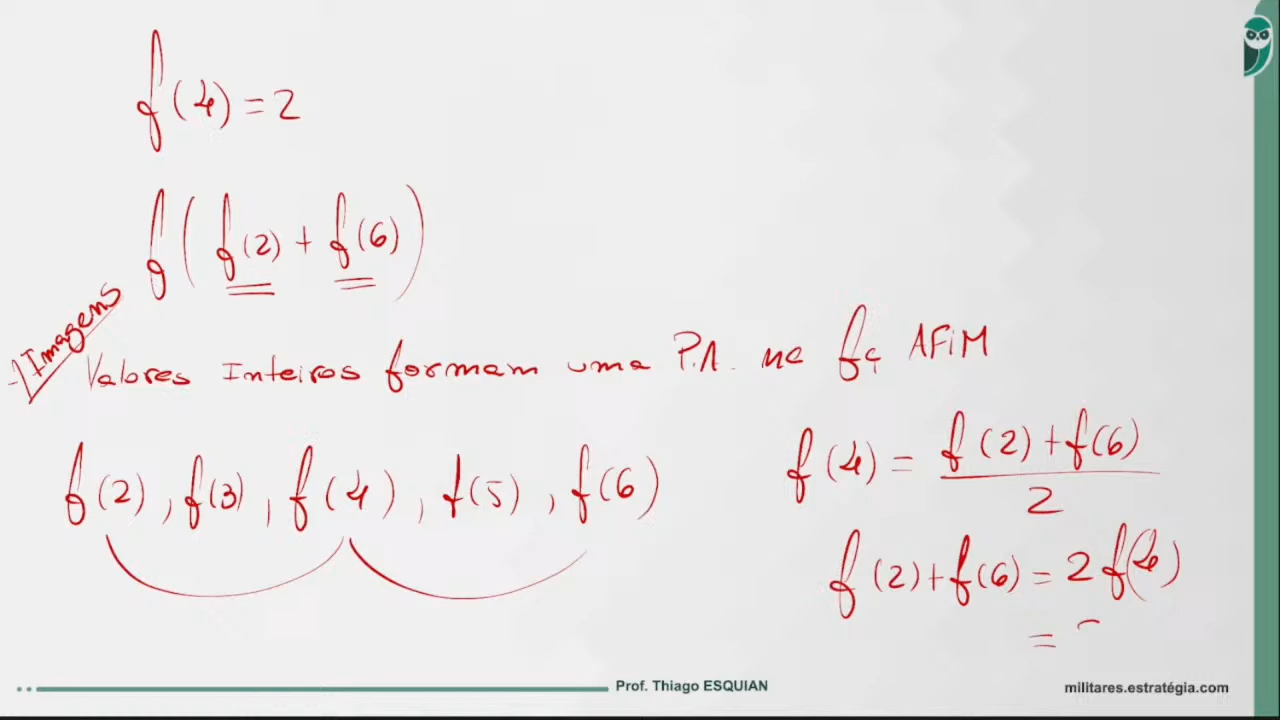 f(4) = 2
f(f(2) + f(6))
Imagens
Valores Inteiros formam uma P.A. na fç AFIM
f(2), f(3), f(4), f(5), f(6)
f(4) = f(2) + f(6) / 2
f(2) + f(6) = 2 f(4)
=
Prof. Thiago ESQUIAN
militares.estratégia.com